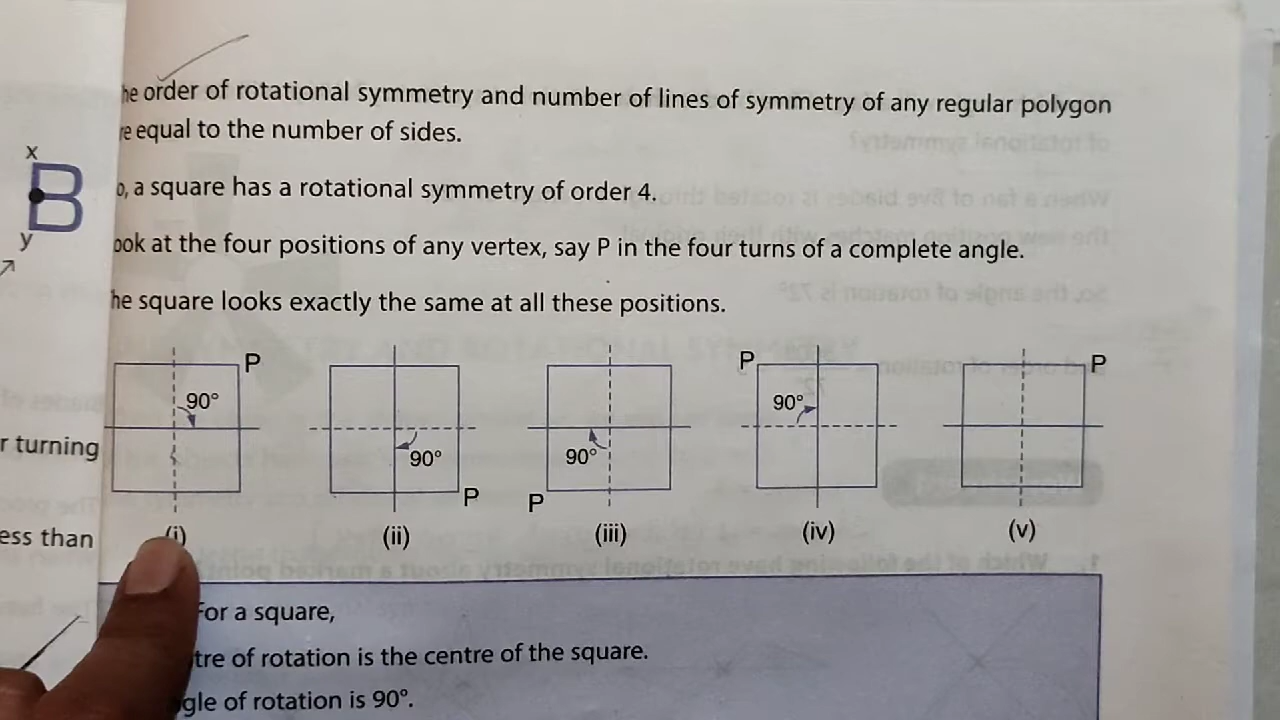 he order of rotational symmetry and number of lines of symmetry of any regular polygon
re equal to the number of sides.
o, a square has a rotational symmetry of order 4.
ook at the four positions of any vertex, say P in the four turns of a complete angle.
he square looks exactly the same at all these positions.
x
B
y
r turning
ess than
P
90°
(i)
90°
P
(ii)
90°
P
(iii)
P
90°
(iv)
P
(v)
For a square,
tre of rotation is the centre of the square.
gle of rotation is 90°.